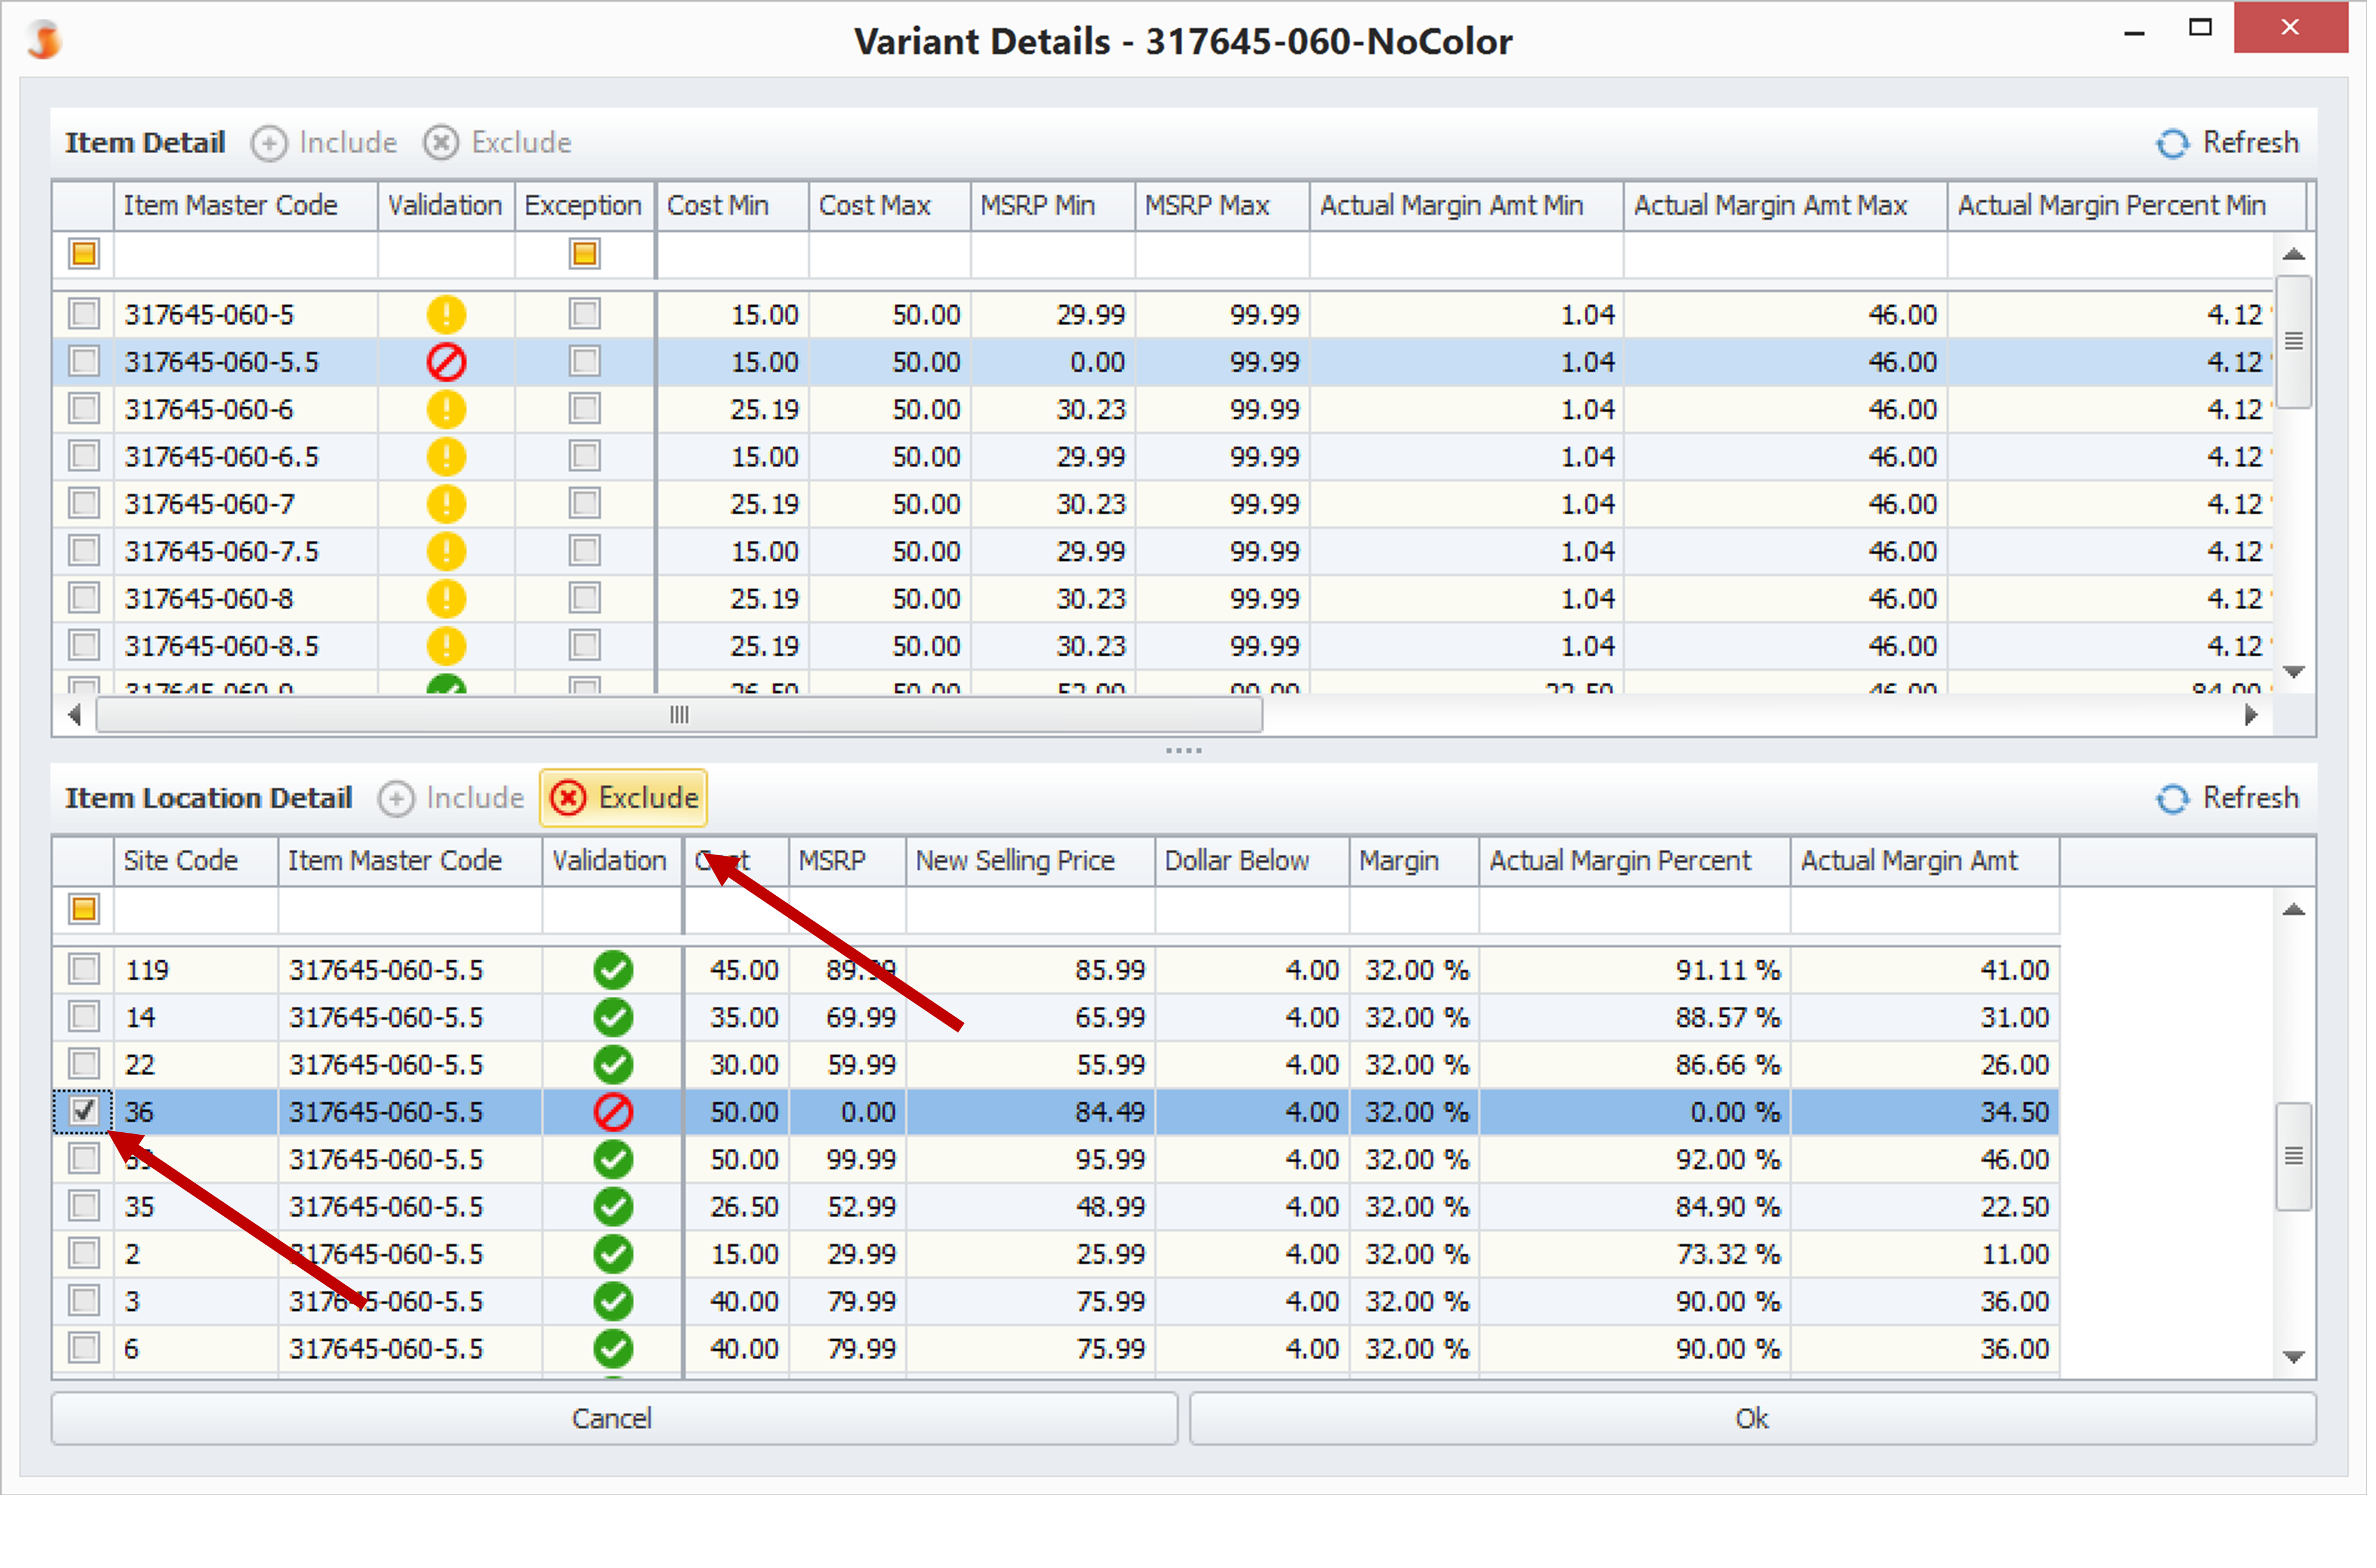 Variant Details - 317645-060-NoColor
Item Detail Include Exclude Refresh
Item Master Code Validation Exception Cost Min Cost Max MSRP Min MSRP Max Actual Margin Amt Min Actual Margin Amt Max Actual Margin Percent Min
317645-060-5 15.00 50.00 29.99 99.99 1.04 46.00 4.12
317645-060-5.5 15.00 50.00 0.00 99.99 1.04 46.00 4.12
317645-060-6 25.19 50.00 30.23 99.99 1.04 46.00 4.12
317645-060-6.5 15.00 50.00 29.99 99.99 1.04 46.00 4.12
317645-060-7 25.19 50.00 30.23 99.99 1.04 46.00 4.12
317645-060-7.5 15.00 50.00 29.99 99.99 1.04 46.00 4.12
317645-060-8 25.19 50.00 30.23 99.99 1.04 46.00 4.12
317645-060-8.5 25.19 50.00 30.23 99.99 1.04 46.00 4.12
317645-060-9 26.50 50.00 52.99 99.99 22.50 46.00 84.90
Item Location Detail Include Exclude Refresh
Site Code Item Master Code Validation Cost MSRP New Selling Price Dollar Below Margin Actual Margin Percent Actual Margin Amt
119 317645-060-5.5 45.00 89.99 85.99 4.00 32.00 % 91.11 % 41.00
14 317645-060-5.5 35.00 69.99 65.99 4.00 32.00 % 88.57 % 31.00
22 317645-060-5.5 30.00 59.99 55.99 4.00 32.00 % 86.66 % 26.00
36 317645-060-5.5 50.00 0.00 84.49 4.00 32.00 % 0.00 % 34.50
317645-060-5.5 50.00 99.99 95.99 4.00 32.00 % 92.00 % 46.00
35 317645-060-5.5 26.50 52.99 48.99 4.00 32.00 % 84.90 % 22.50
2 317645-060-5.5 15.00 29.99 25.99 4.00 32.00 % 73.32 % 11.00
3 317645-060-5.5 40.00 79.99 75.99 4.00 32.00 % 90.00 % 36.00
6 317645-060-5.5 40.00 79.99 75.99 4.00 32.00 % 90.00 % 36.00
Cancel Ok